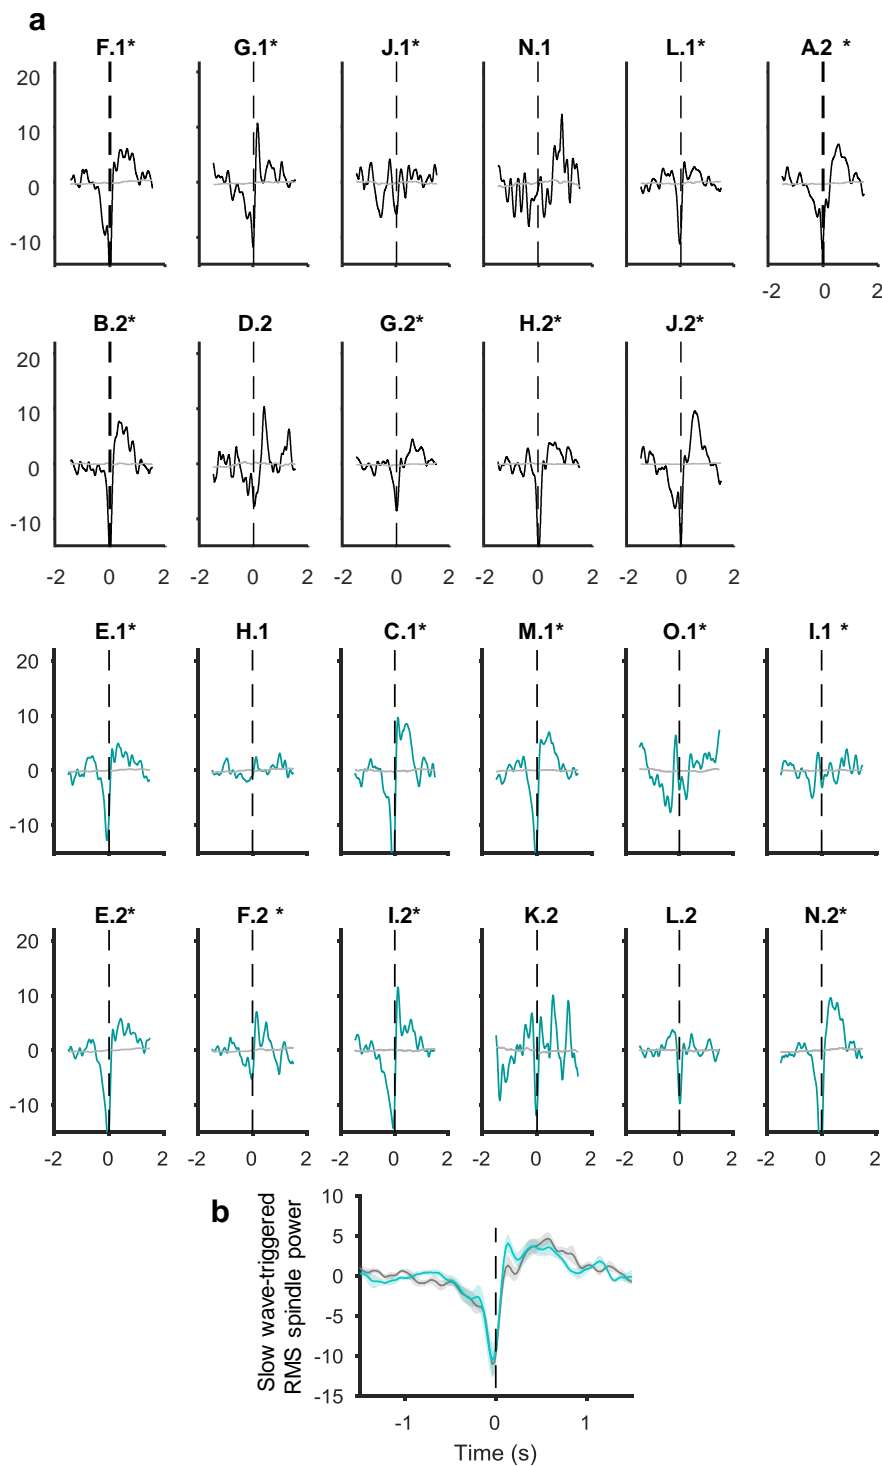 a
F.1* G.1* J.1* N.1 L.1* A.2 *
20
10
0
-10
-2 0 2
B.2* D.2 G.2* H.2* J.2*
20
10
0
-10
-2 0 2 -2 0 2 -2 0 2 -2 0 2 -2 0 2
E.1* H.1 C.1* M.1* O.1* I.1 *
20
10
0
-10
E.2* F.2 * I.2* K.2 L.2 N.2*
20
10
0
-10
-2 0 2 -2 0 2 -2 0 2 -2 0 2 -2 0 2 -2 0 2
b
Slow wave-triggered
RMS spindle power
10
5
0
-5
-10
-15
-1 0 1
Time (s)